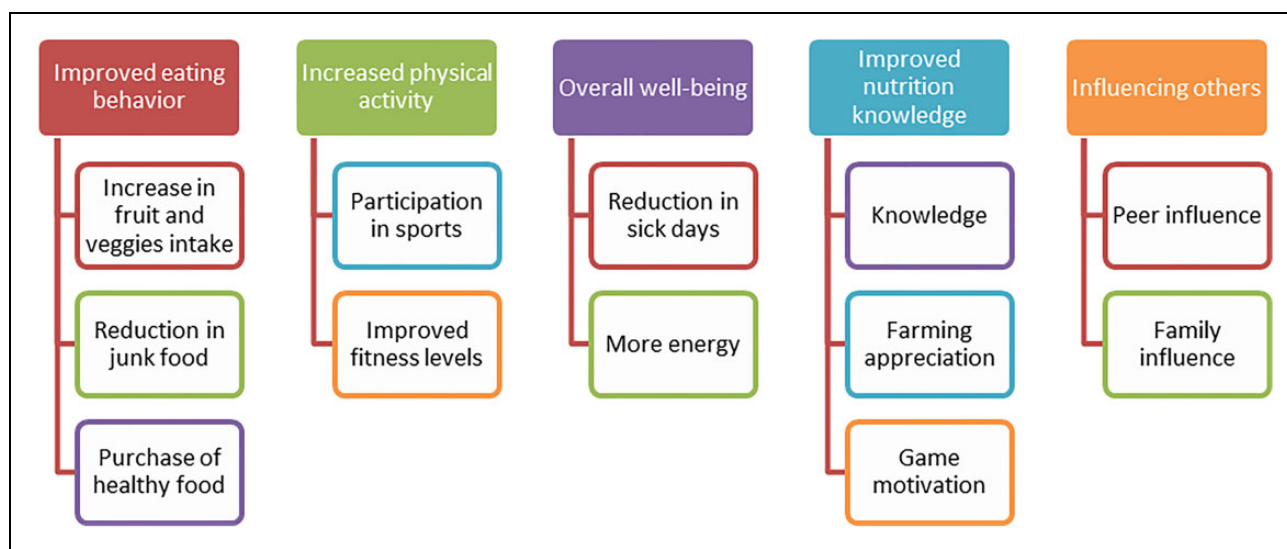 Improved eating
behavior
Increase in
fruit and
veggies intake
Reduction in
junk food
Purchase of
healthy food
Increased physical
activity
Participation
in sports
Improved
fitness levels
Overall well-being
Reduction in
sick days
More energy
Improved
nutrition
knowledge
Knowledge
Farming
appreciation
Game
motivation
Influencing others
Peer influence
Family
influence